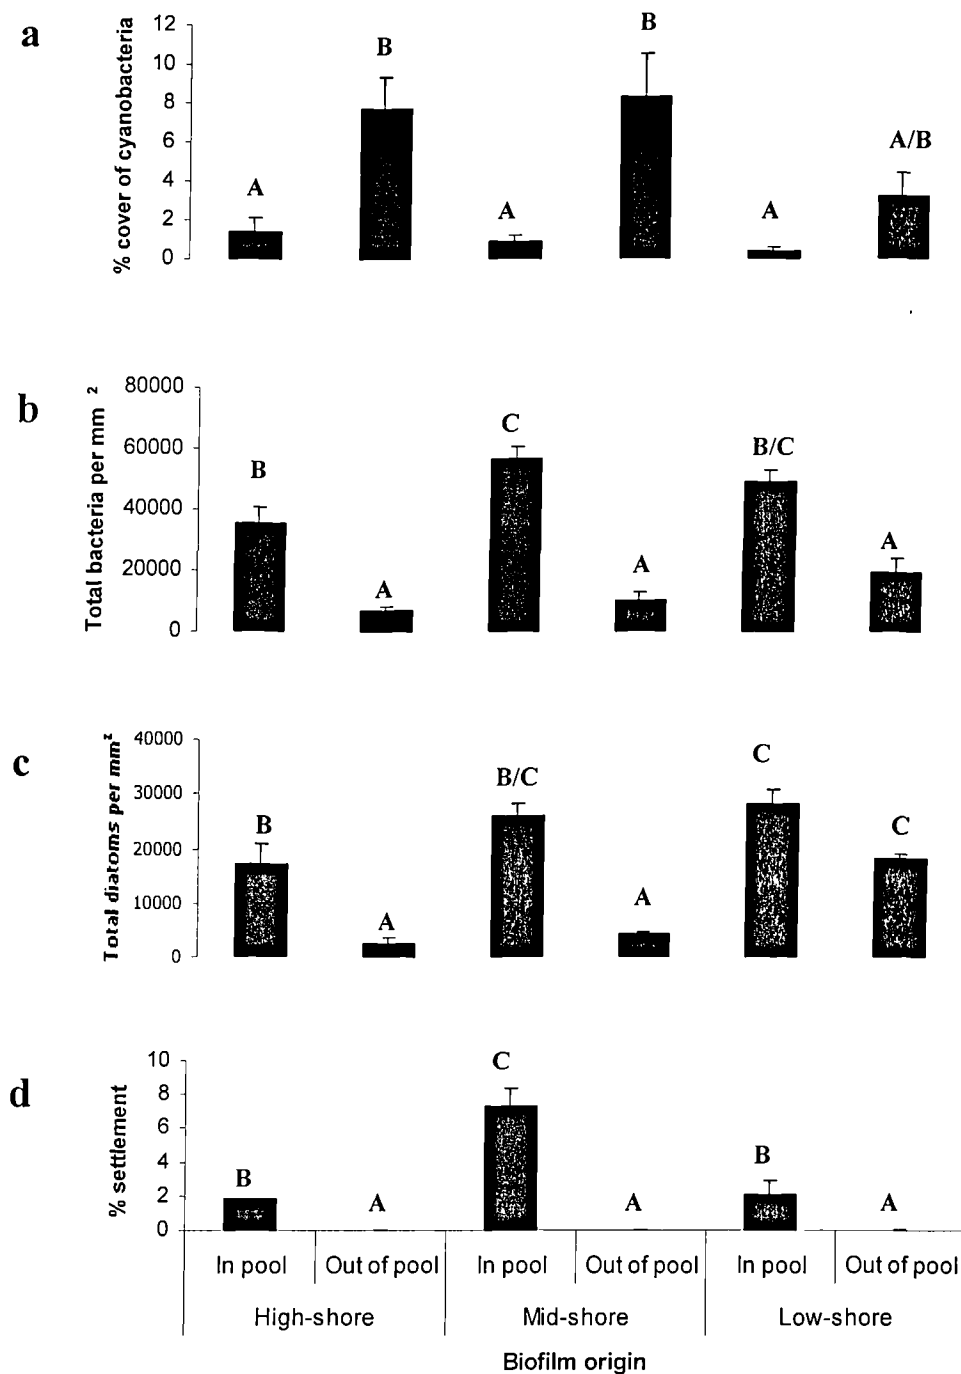 a
% cover of cyanobacteria
12
10
8
6
4
2
0
A
B
A
B
A
A/B
b
Total bacteria per mm ²
80000
60000
40000
20000
0
B
A
C
A
B/C
A
c
Total diatoms per mm²
40000
30000
20000
10000
0
B
A
B/C
A
C
C
d
% settlement
10
8
6
4
2
0
B
A
C
A
B
A
In pool Out of pool In pool Out of pool In pool Out of pool
High-shore Mid-shore Low-shore
Biofilm origin